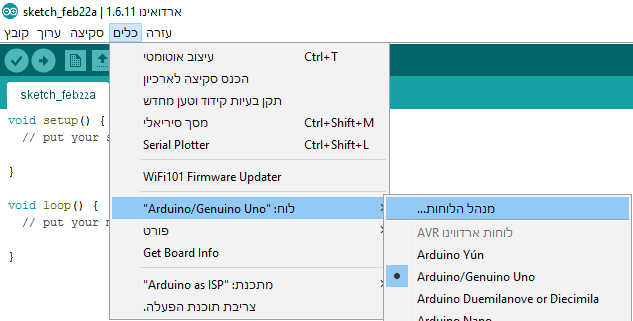 sketch_feb22a | ארדואינו 1.6.11
קובץ עריכה סקיצה כלים עזרה
sketch_feb22a
void setup() {
// put your s
}
void loop() {
// put your m
}
עיצוב אוטומטי Ctrl+T
הכנס סקיצה לארכיון
תקן בעיות קידוד וטען מחדש
מסך סיריאלי Ctrl+Shift+M
Serial Plotter Ctrl+Shift+L
WiFi101 Firmware Updater
לוח: "Arduino/Genuino Uno"
פורט
Get Board Info
מתכנת: "Arduino as ISP"
צריבת תוכנת הפעלה.
מנהל הלוחות...
לוחות ארדווינו AVR
Arduino Yún
Arduino/Genuino Uno
Arduino Duemilanove or Diecimila
Arduino Nano